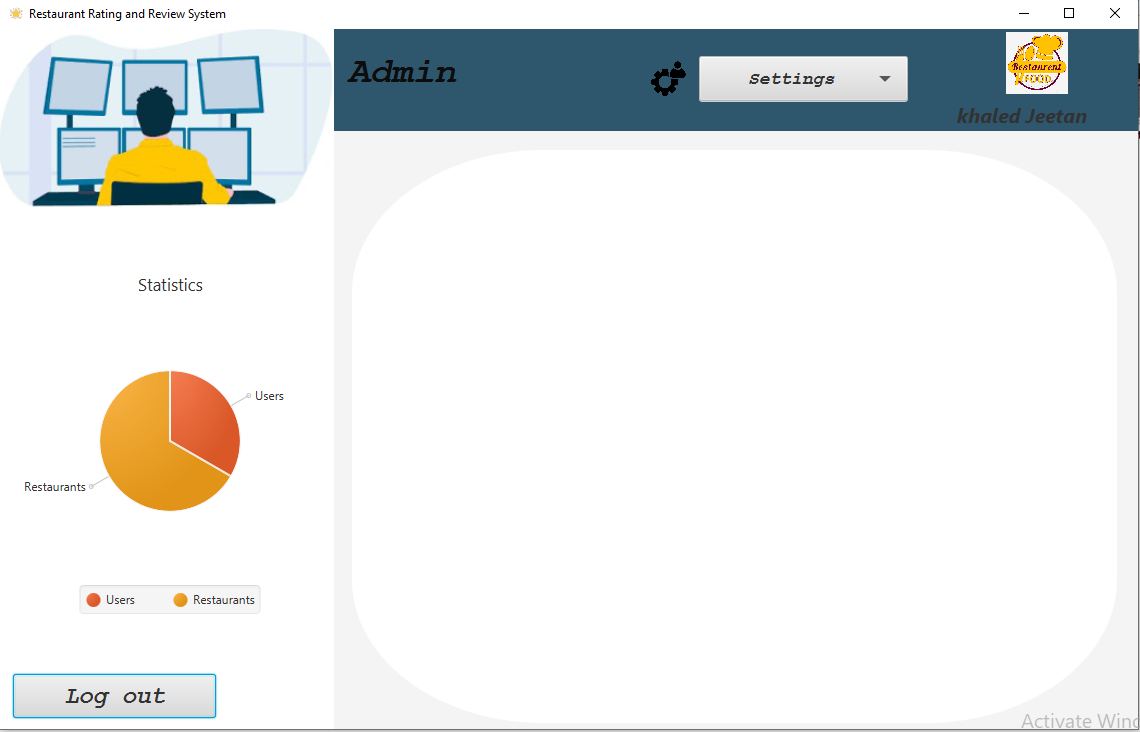 Restaurant Rating and Review System
Admin
Settings
Restaurent
FOOD
khaled Jeetan
Statistics
Users
Restaurants
Users
Restaurants
Log out
Activate Wind